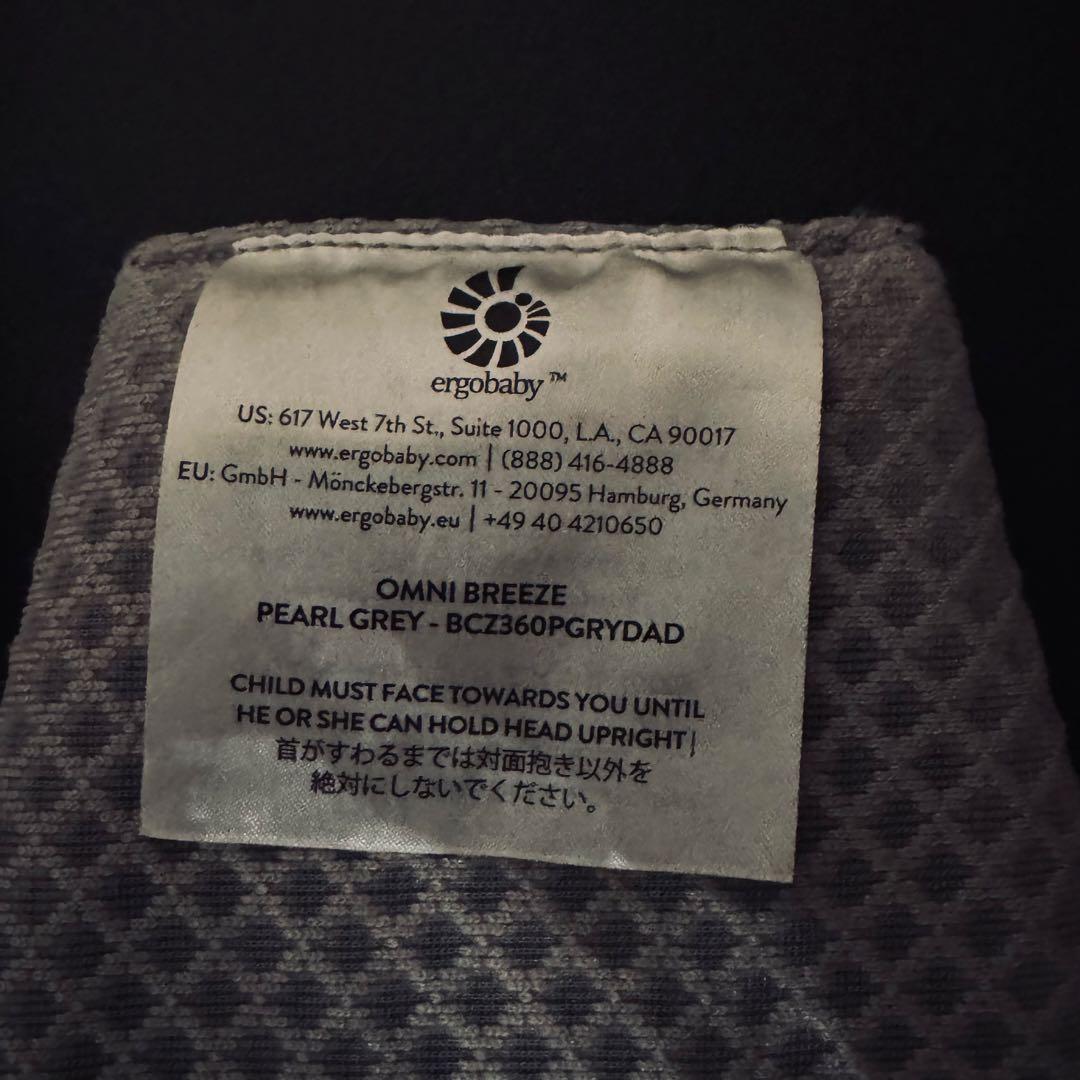 ergobaby™
US: 617 West 7th St., Suite 1000, L.A., CA 90017
www.ergobaby.com | (888) 416-4888
EU: GmbH - Mönckebergstr. 11 - 20095 Hamburg, Germany
www.ergobaby.eu | +49 40 4210650
OMNI BREEZE
PEARL GREY - BCZ360PGRYDAD
CHILD MUST FACE TOWARDS YOU UNTIL
HE OR SHE CAN HOLD HEAD UPRIGHT |
首がすわるまでは対面抱き以外を
絶対にしないでください。